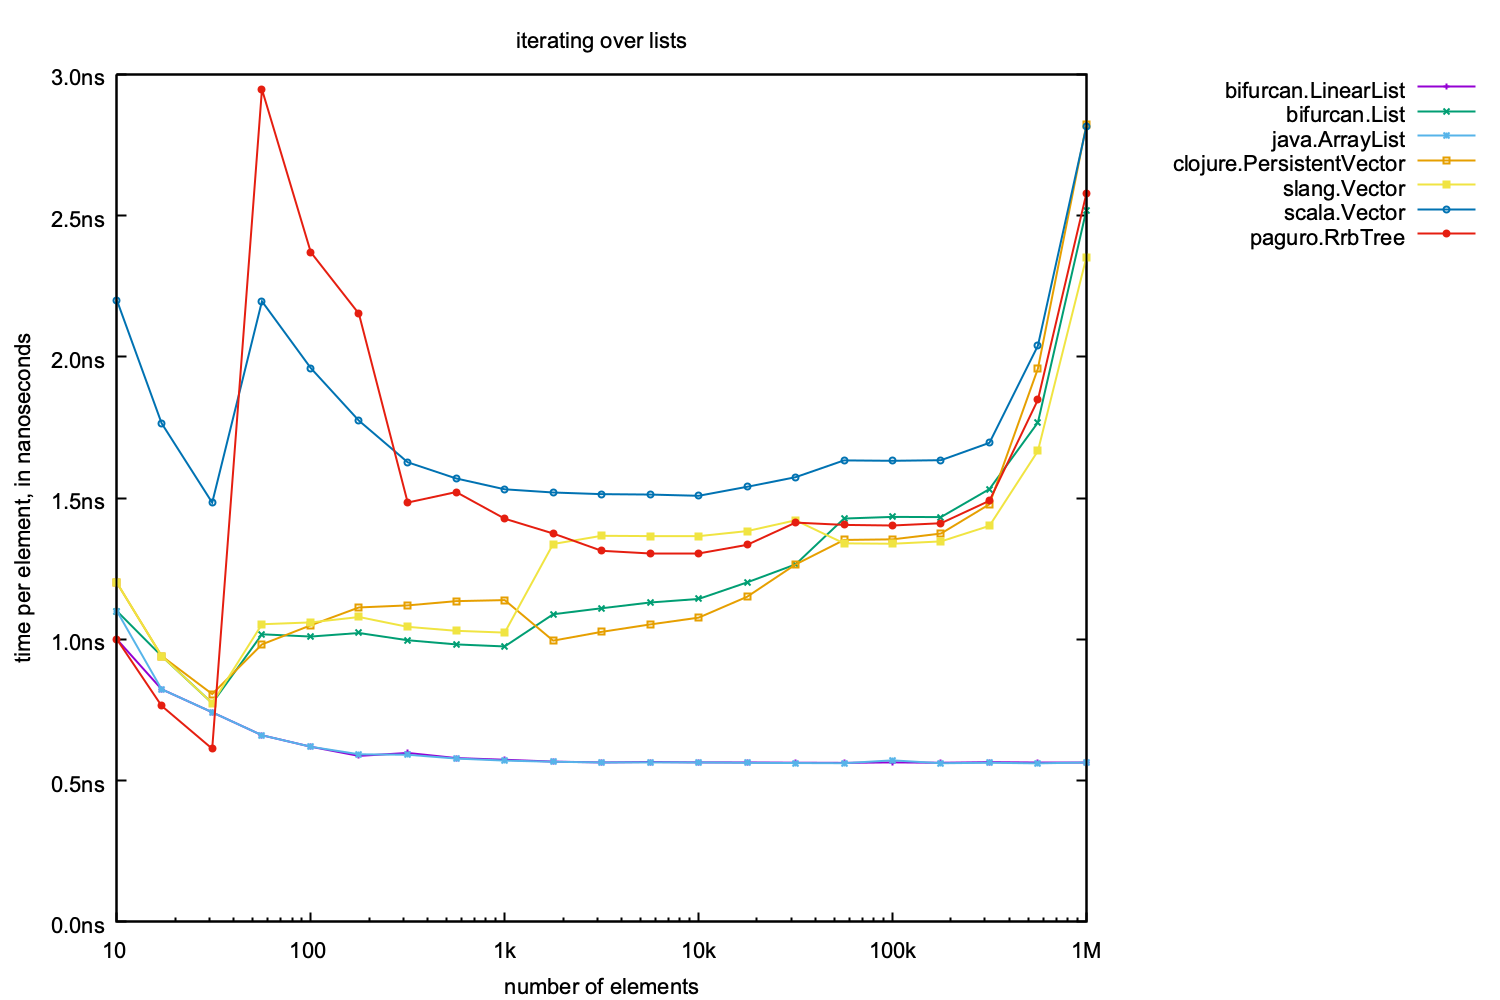 iterating over lists
3.0ns
2.5ns
2.0ns
1.5ns
1.0ns
0.5ns
0.0ns
time per element, in nanoseconds
10 100 1k 10k 100k 1M
number of elements
bifurcan.LinearList
bifurcan.List
java.ArrayList
clojure.PersistentVector
slang.Vector
scala.Vector
paguro.RrbTree